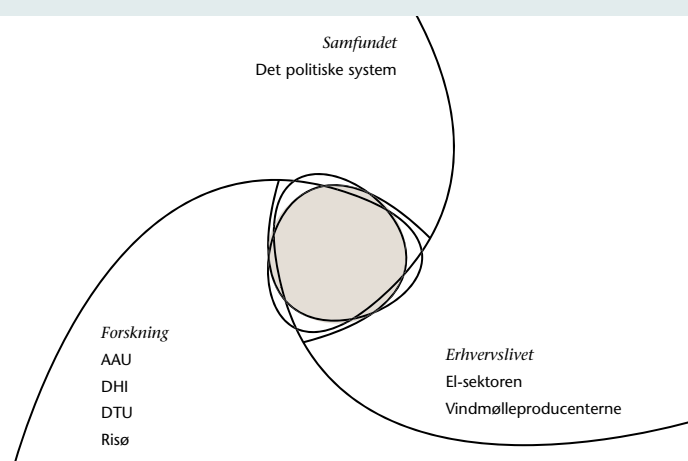 Samfundet
Det politiske system
Forskning
AAU
DHI
DTU
Risø
Erhvervslivet
El-sektoren
Vindmølleproducenterne